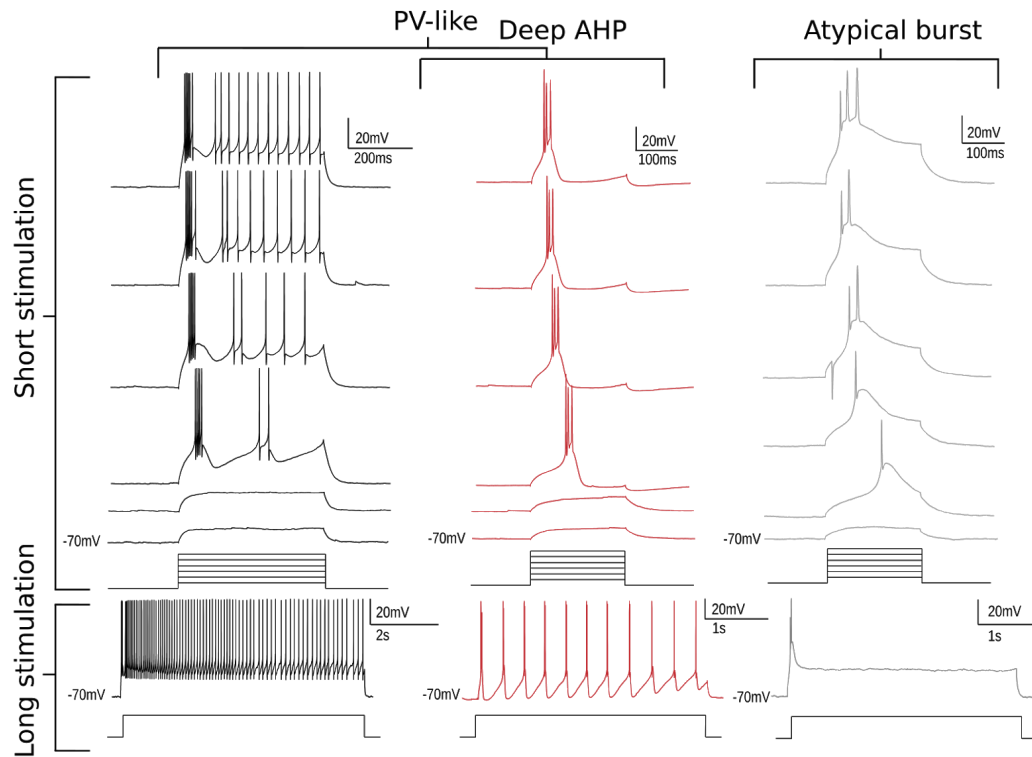 PV-like
Deep AHP
Atypical burst
Short stimulation
20mV
200ms
20mV
100ms
20mV
100ms
-70mV
-70mV
-70mV
Long stimulation
20mV
2s
20mV
1s
20mV
1s
-70mV
-70mV
-70mV